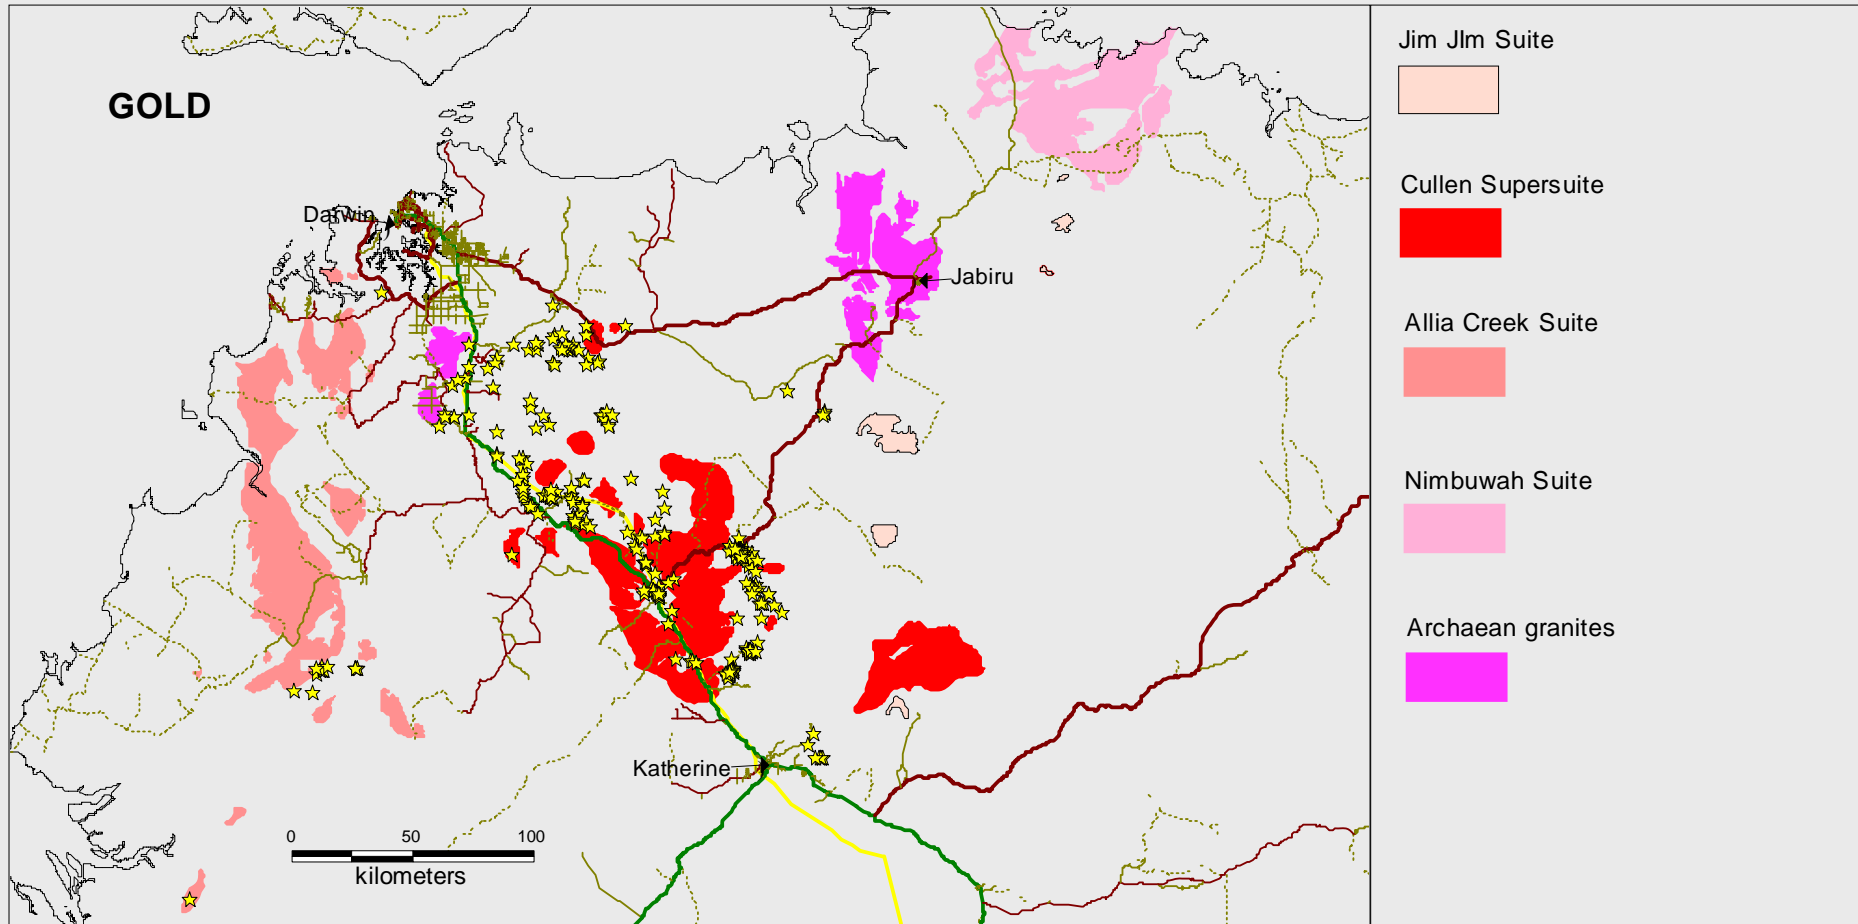 GOLD
Darwin
Jabiru
Katherine
0 50 100
kilometers
Jim JIm Suite
Cullen Supersuite
Allia Creek Suite
Nimbuwah Suite
Archaean granites